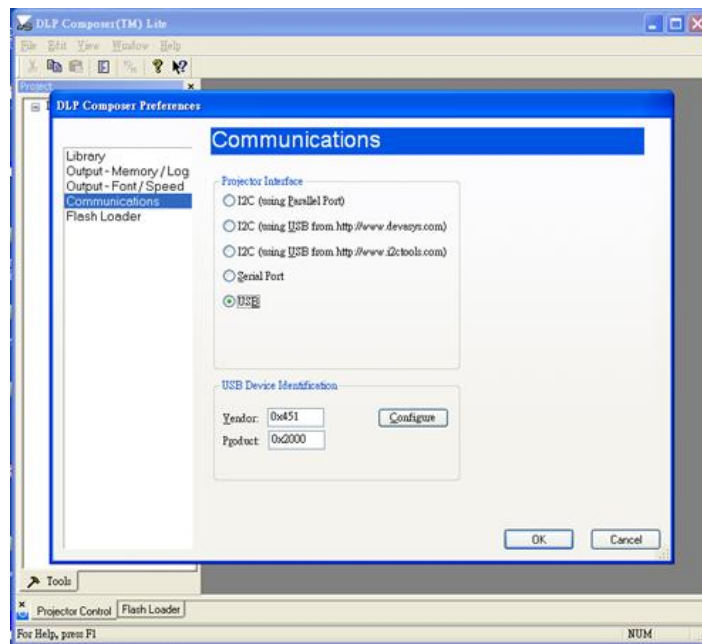 DLP Composer(TM) Lite
File Edit View Window Help
Project
DLP Composer Preferences
Communications
Library
Output - Memory / Log
Output - Font / Speed
Communications
Flash Loader
Projector Interface
I2C (using Parallel Port)
I2C (using USB from http://www.devasys.com)
I2C (using USB from http://www.i2ctools.com)
Serial Port
USB
USB Device Identification
Vendor: 0x451
Configure
Product: 0x2000
OK Cancel
Tools
Projector Control Flash Loader
For Help, press F1 NUM